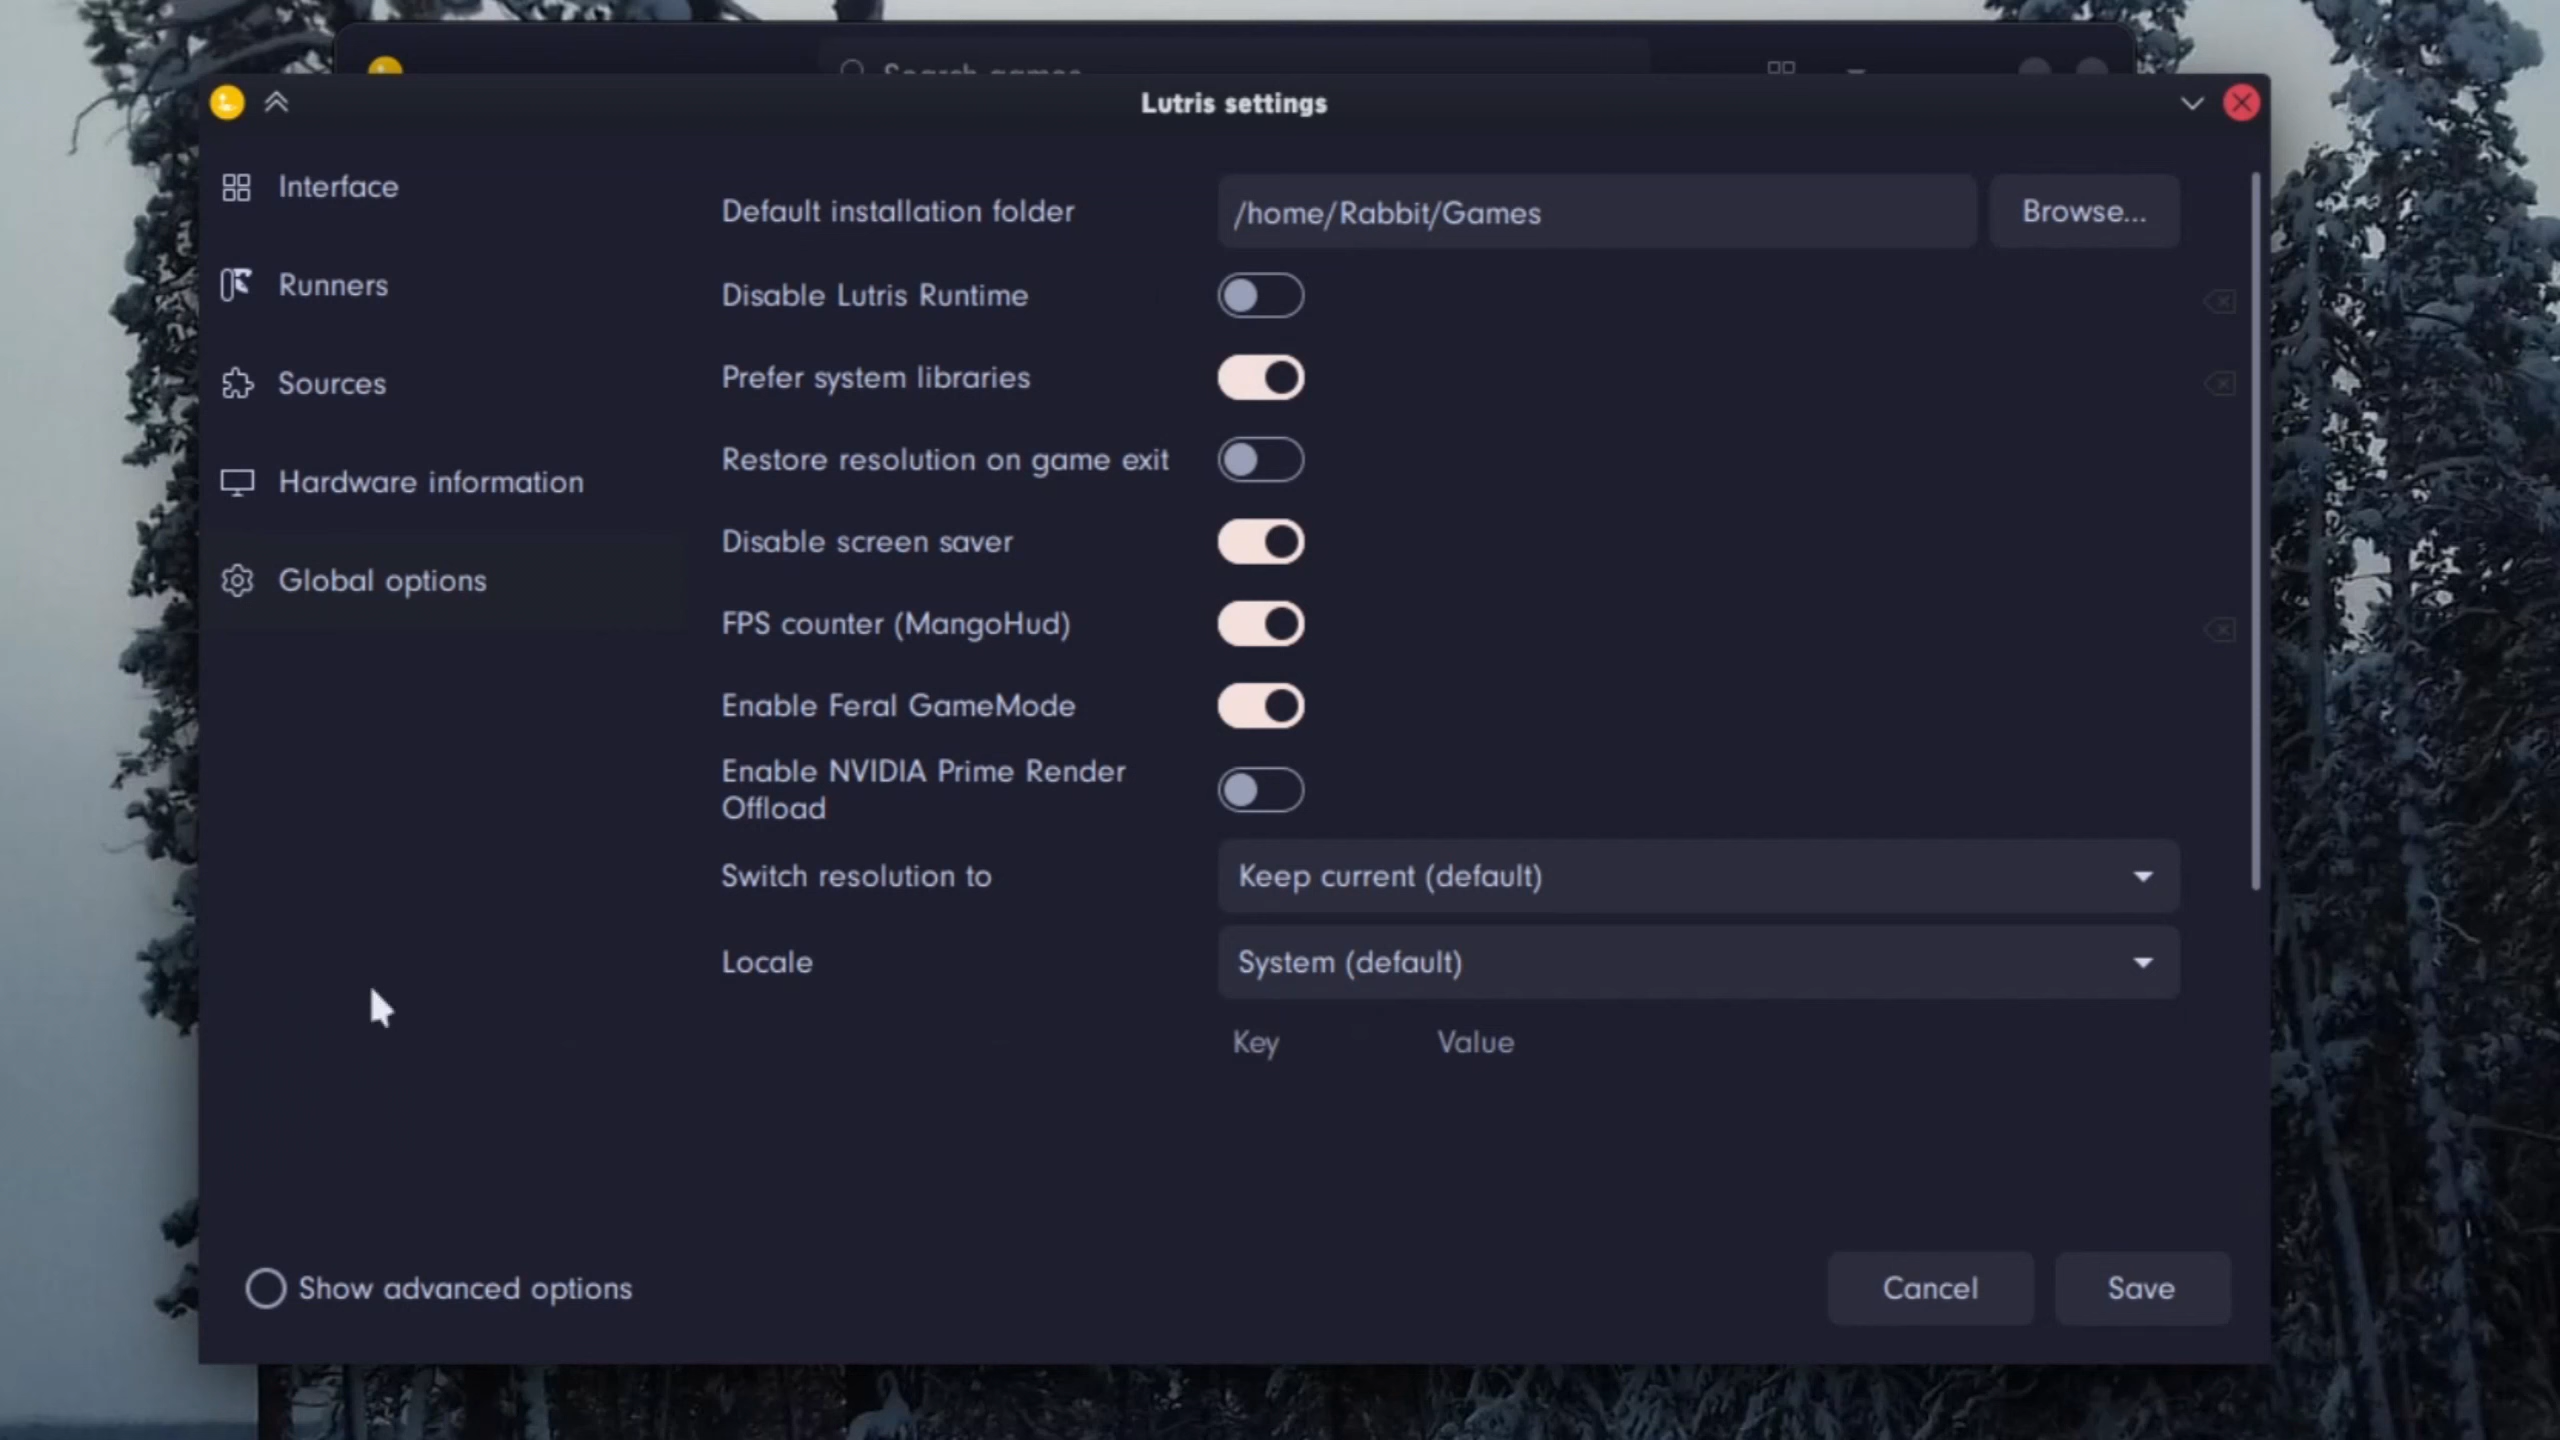 Search games
Lutris settings
Interface
Runners
Sources
Hardware information
Global options
Default installation folder
/home/Rabbit/Games
Browse...
Disable Lutris Runtime
Prefer system libraries
Restore resolution on game exit
Disable screen saver
FPS counter (MangoHud)
Enable Feral GameMode
Enable NVIDIA Prime Render
Offload
Switch resolution to
Keep current (default)
Locale
System (default)
Key
Value
Show advanced options
Cancel
Save